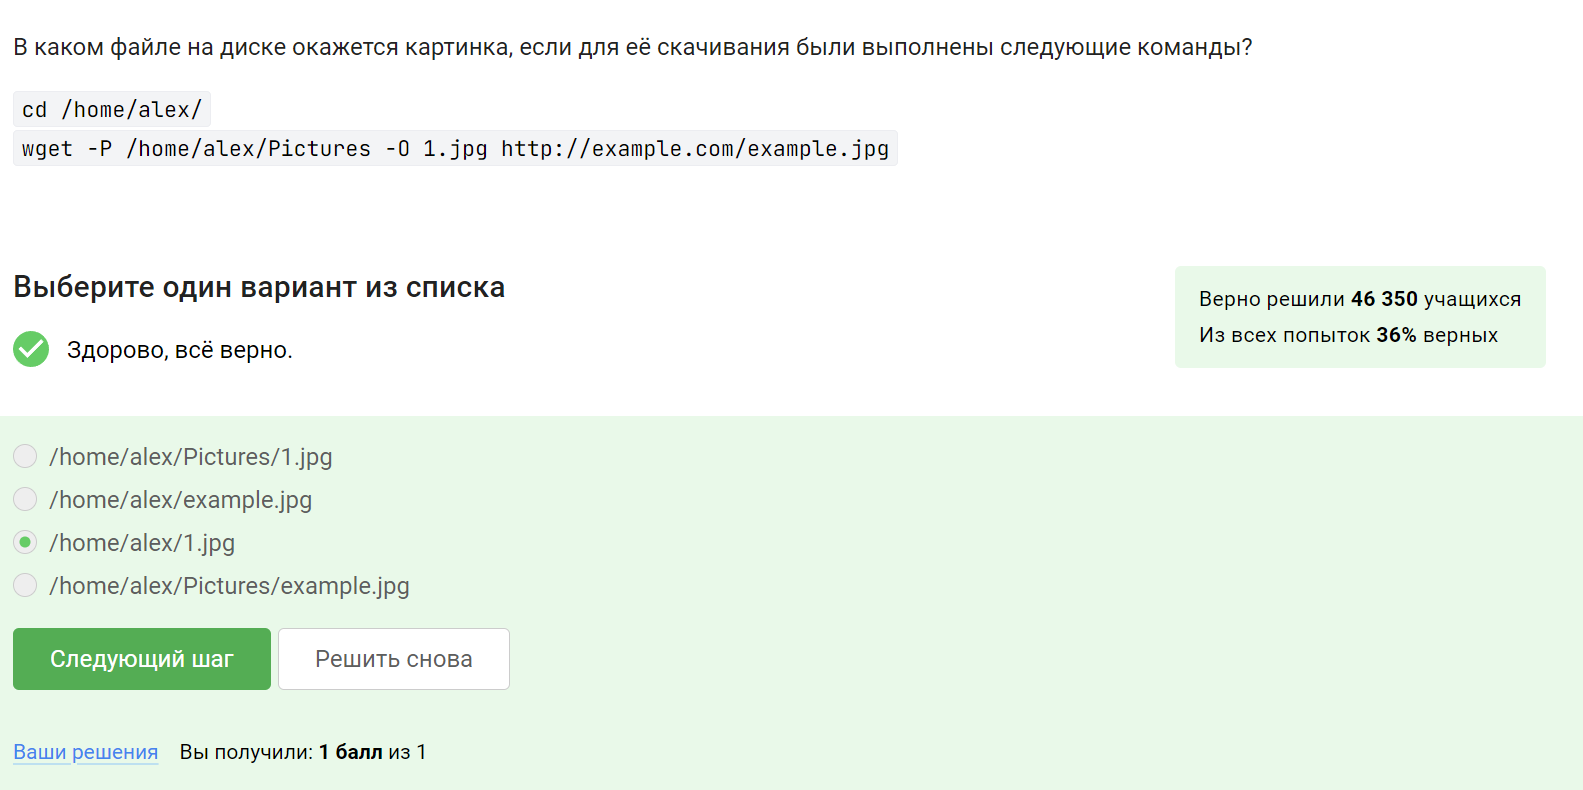 В каком файле на диске окажется картинка, если для её скачивания были выполнены следующие команды?
cd /home/alex/
wget -P /home/alex/Pictures -O 1.jpg http://example.com/example.jpg
Выберите один вариант из списка
Здорово, всё верно.
Верно решили 46 350 учащихся
Из всех попыток 36% верных
/home/alex/Pictures/1.jpg
/home/alex/example.jpg
/home/alex/1.jpg
/home/alex/Pictures/example.jpg
Следующий шаг
Решить снова
Ваши решения
Вы получили: 1 балл из 1